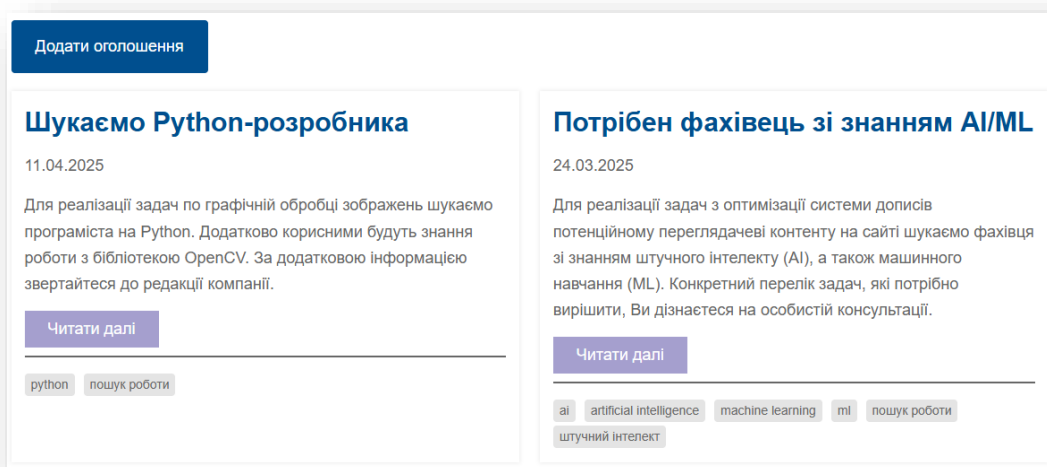 Додати оголошення
Шукаємо Python-розробника
11.04.2025
Для реалізації задач по графічній обробці зображень шукаємо
програміста на Python. Додатково корисними будуть знання
роботи з бібліотекою OpenCV. За додатковою інформацією
звертайтеся до редакції компанії.
Читати далі
python пошук роботи
Потрібен фахівець зі знанням AI/ML
24.03.2025
Для реалізації задач з оптимізації системи дописів
потенційному переглядачеві контенту на сайті шукаємо фахівця
зі знанням штучного інтелекту (AI), а також машинного
навчання (ML). Конкретний перелік задач, які потрібно
вирішити, Ви дізнаєтеся на особистій консультації.
Читати далі
ai artificial intelligence machine learning ml пошук роботи
штучний інтелект